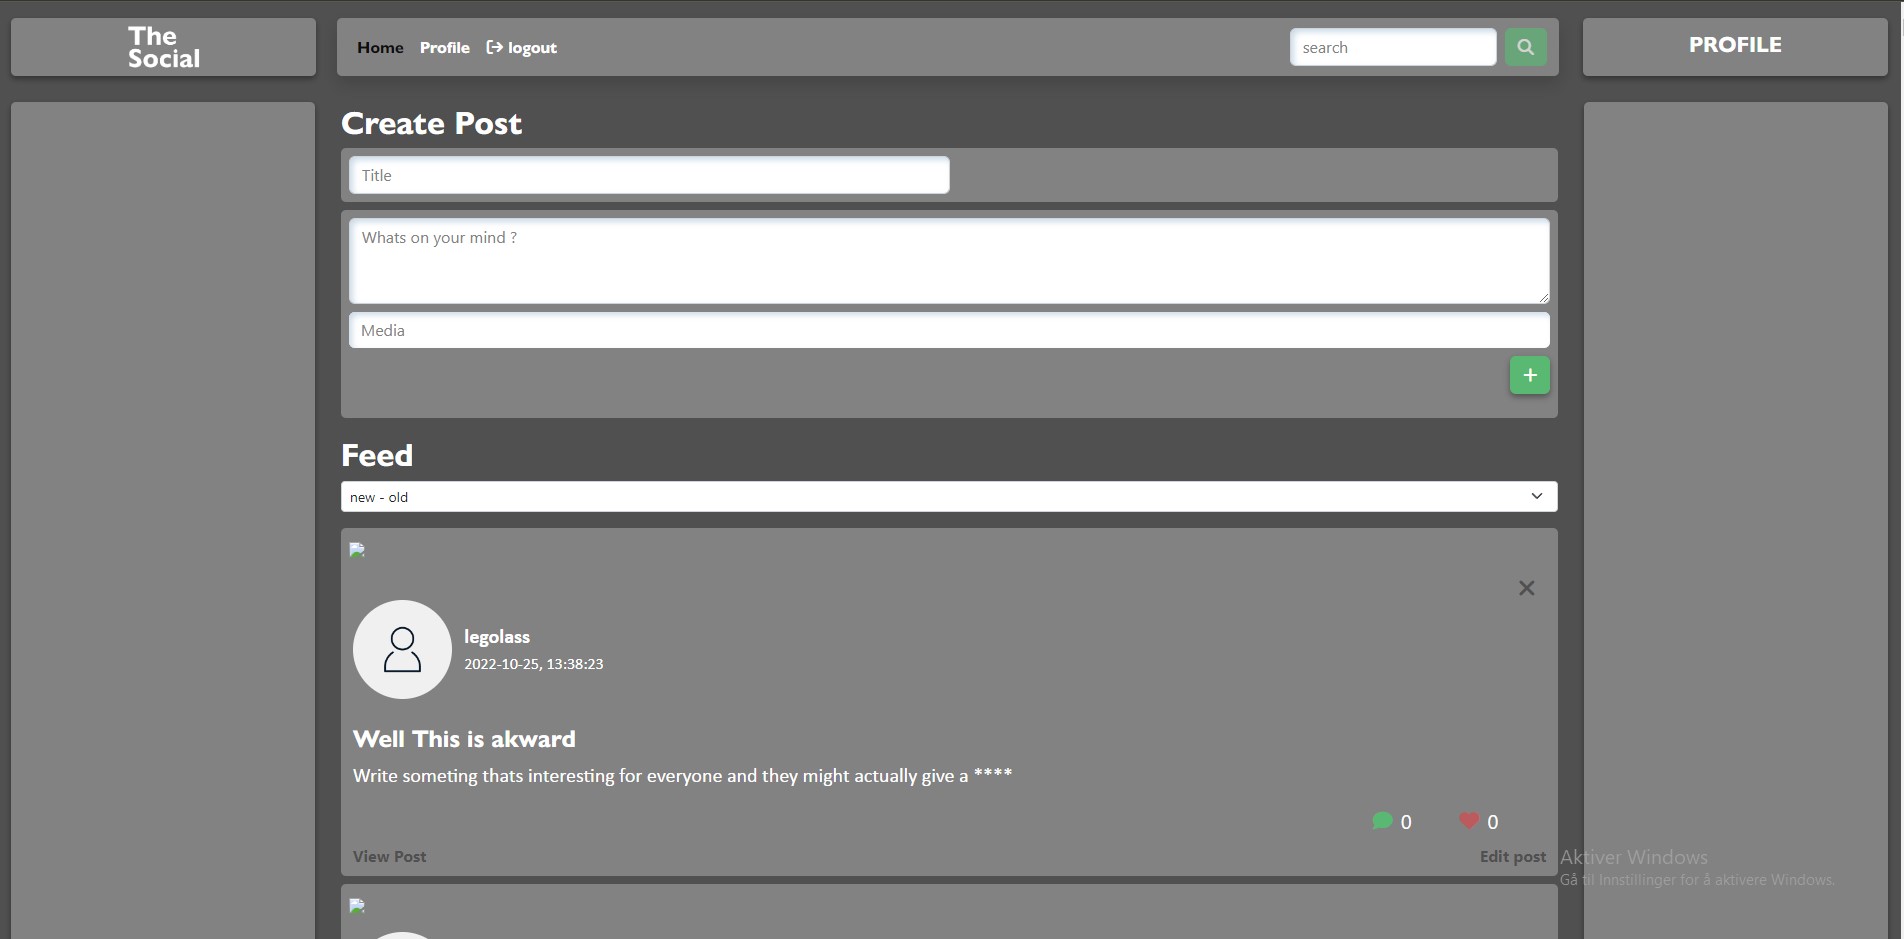 The
Social
Home Profile logout
search
PROFILE
Create Post
Title
Whats on your mind ?
Media
+
Feed
new - old
legolass
2022-10-25, 13:38:23
Well This is akward
Write someting thats interesting for everyone and they might actually give a ****
0 0
View Post Edit post
Aktiver Windows
Gå til Innstillinger for å aktivere Windows.